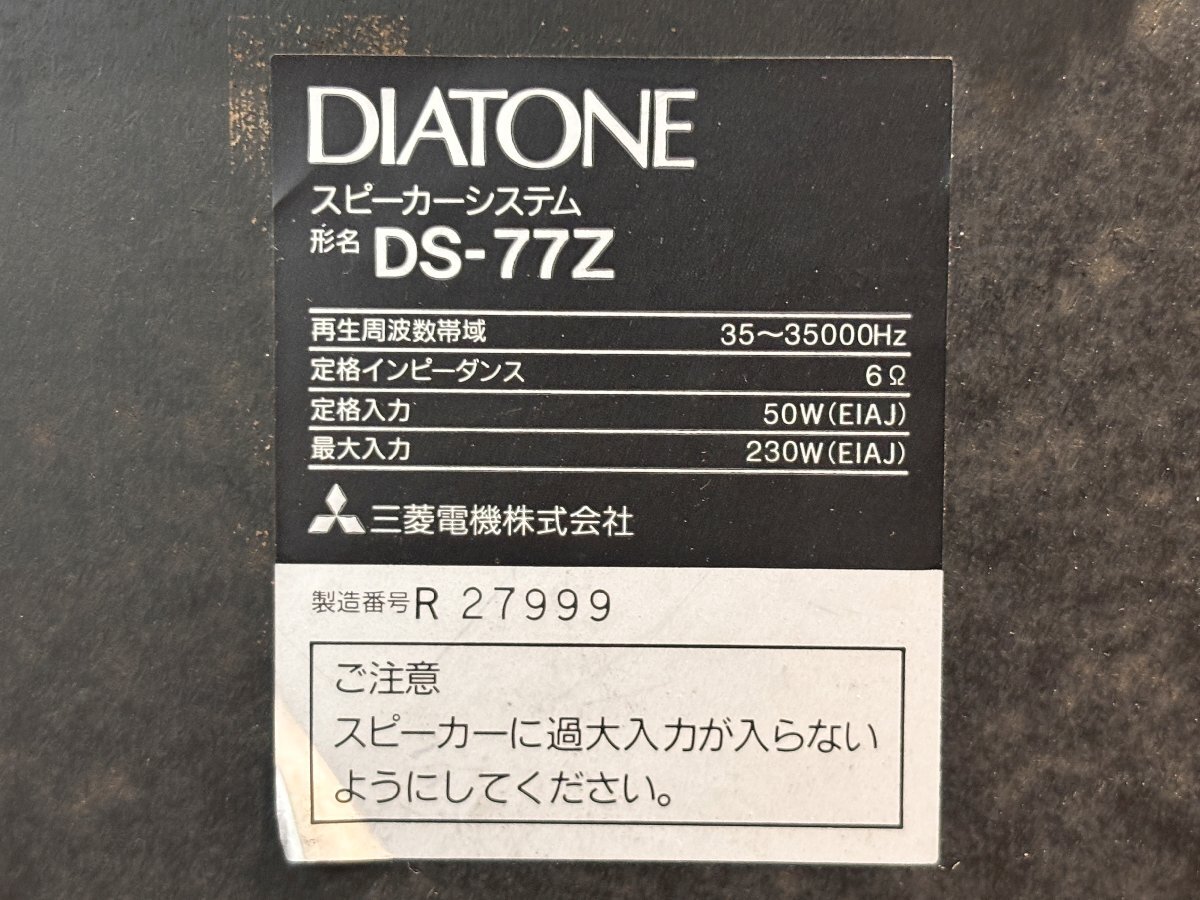 DIATONE
スピーカーシステム
形名 DS-77Z
再生周波数帯域 35～35000Hz
定格インピーダンス 6Ω
定格入力 50W(EIAJ)
最大入力 230W(EIAJ)
三菱電機株式会社
製造番号 R 27999
ご注意
スピーカーに過大入力が入らない
ようにしてください。